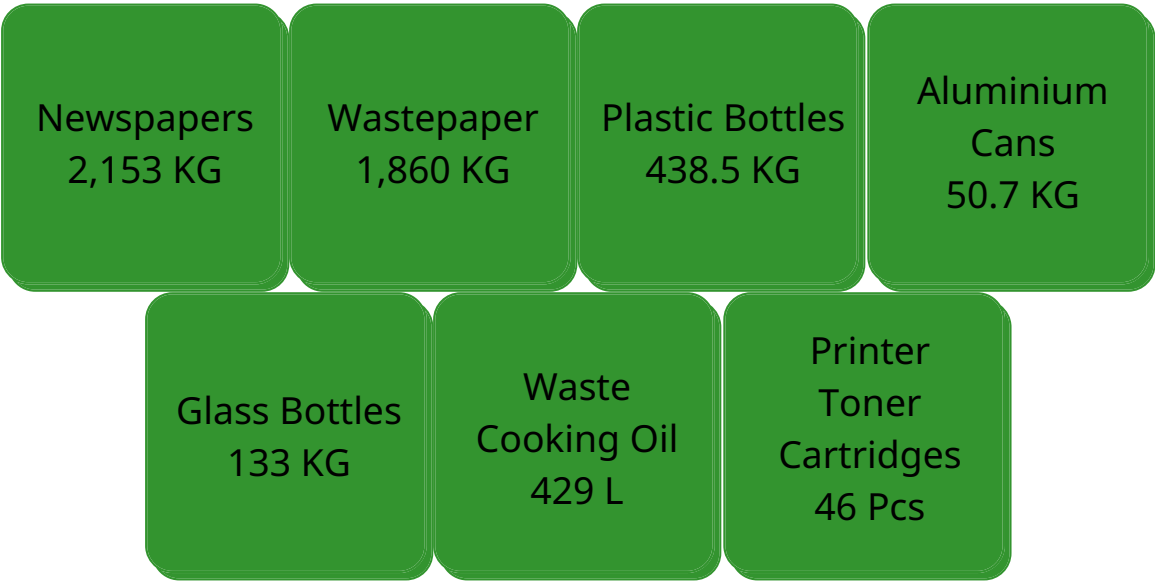 Newspapers
2,153 KG
Wastepaper
1,860 KG
Plastic Bottles
438.5 KG
Aluminium
Cans
50.7 KG
Glass Bottles
133 KG
Waste
Cooking Oil
429 L
Printer
Toner
Cartridges
46 Pcs